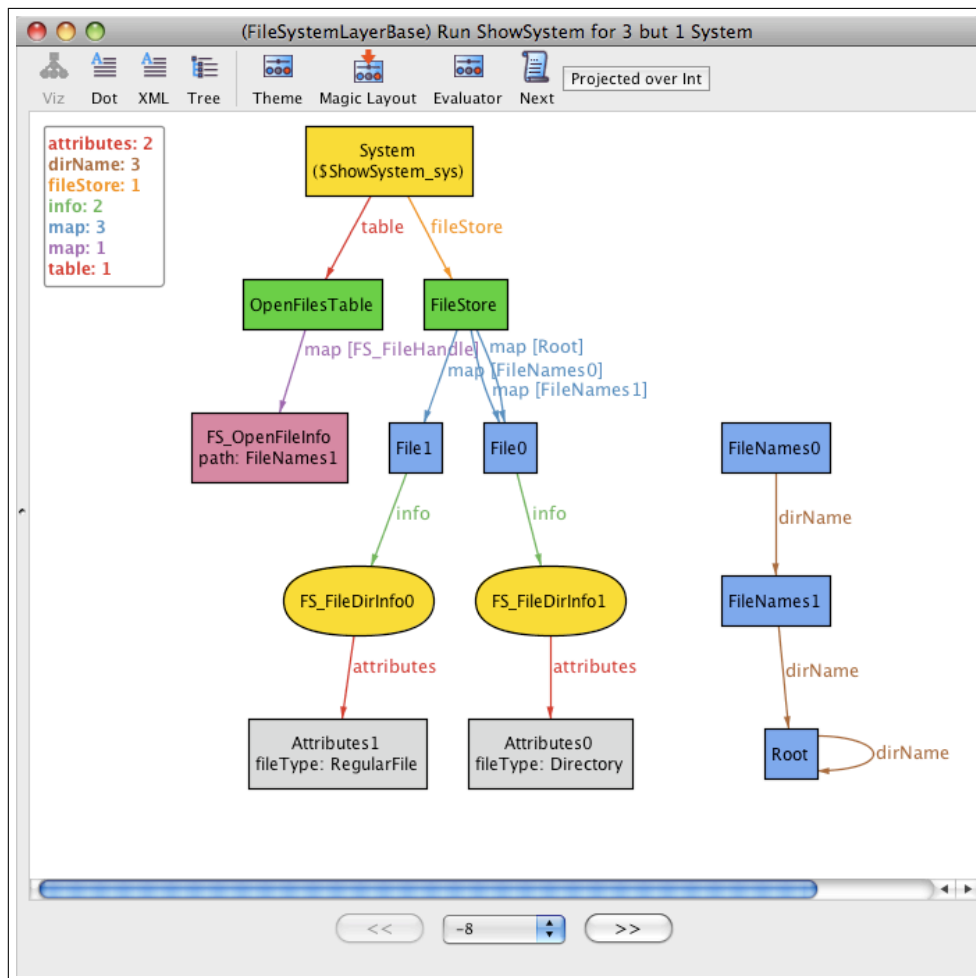 (FileSystemLayerBase) Run ShowSystem for 3 but 1 System
Viz Dot XML Tree Theme Magic Layout Evaluator Next Projected over Int
attributes: 2
dirName: 3
fileStore: 1
info: 2
map: 3
map: 1
table: 1
System
($ShowSystem_sys)
table fileStore
OpenFilesTable FileStore
map [FS_FileHandle] map [Root]
map [FileNames0]
map [FileNames1]
FS_OpenFileInfo
path: FileNames1
File1 File0 FileNames0
info info dirName
FS_FileDirInfo0 FS_FileDirInfo1 FileNames1
attributes attributes dirName
Attributes1
fileType: RegularFile
Attributes0
fileType: Directory
Root dirName
<< -8 >>